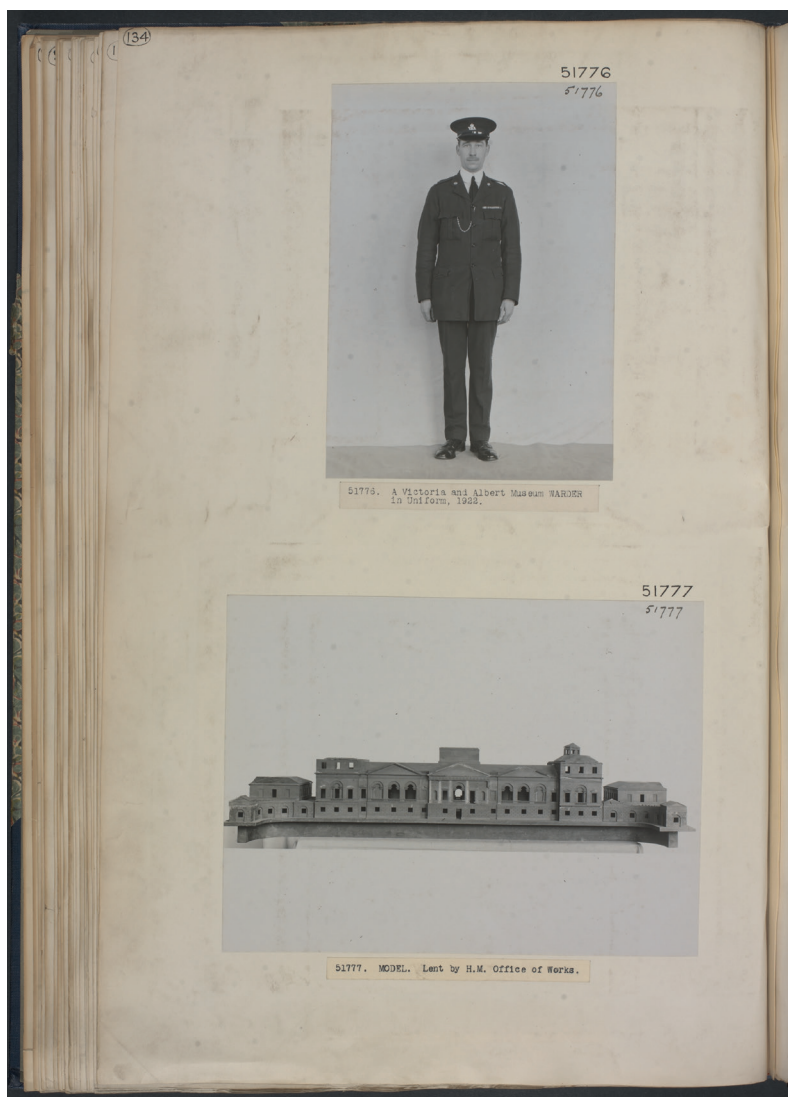 134
51776
51776
51776. A Victoria and Albert Museum WARDER
in Uniform, 1922.
51777
51777
51777. MODEL. Lent by H.M. Office of Works.